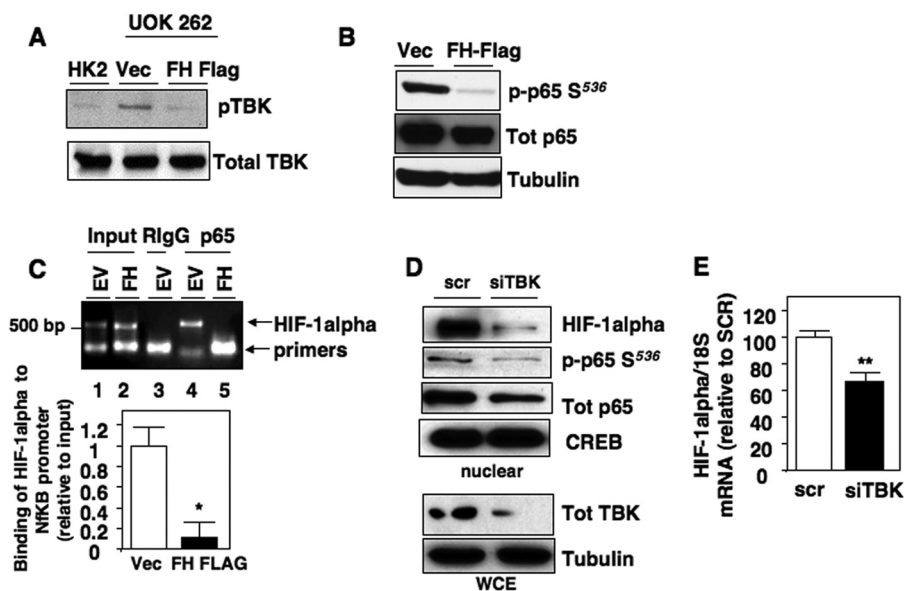 A
UOK 262
HK2 Vec FH Flag
pTBK
Total TBK
B
Vec FH-Flag
p-p65 S536
Tot p65
Tubulin
C
Input RIgG p65
EV FH EV EV FH
500 bp
HIF-1alpha
primers
1 2 3 4 5
Binding of HIF-1alpha to
NfKB promoter
(relative to input)
1.2
1
0.8
0.6
0.4
0.2
0
*
Vec FH FLAG
D
scr siTBK
HIF-1alpha
p-p65 S536
Tot p65
CREB
nuclear
Tot TBK
Tubulin
WCE
E
HIF-1alpha/18S
mRNA (relative to SCR)
120
100
80
60
40
20
0
**
scr siTBK